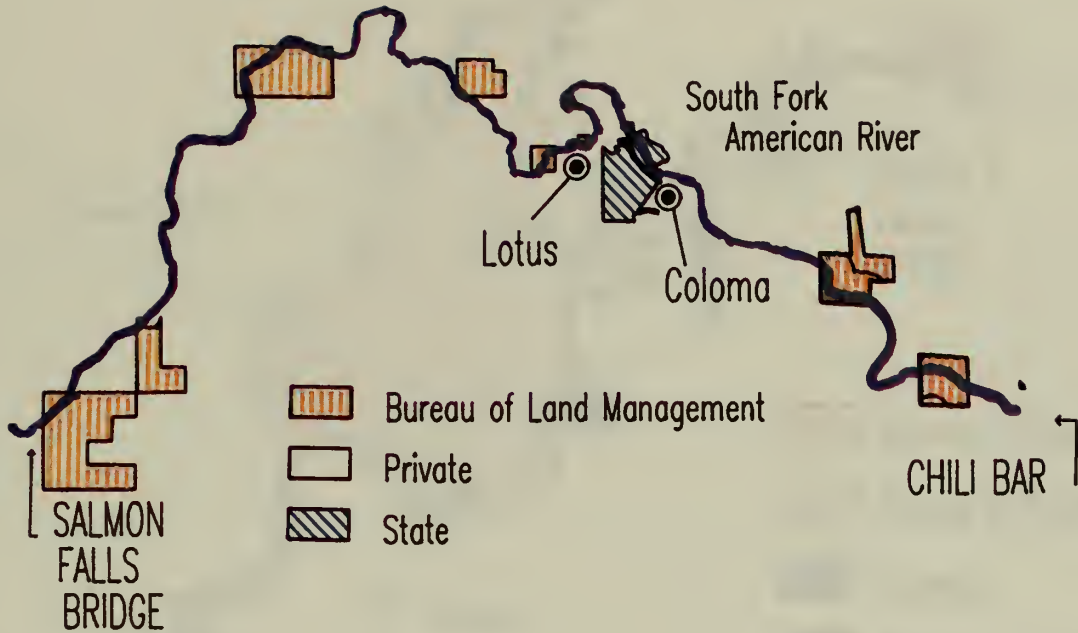 South Fork
American River
Lotus
Coloma
Bureau of Land Management
Private
State
CHILI BAR
SALMON
FALLS
BRIDGE